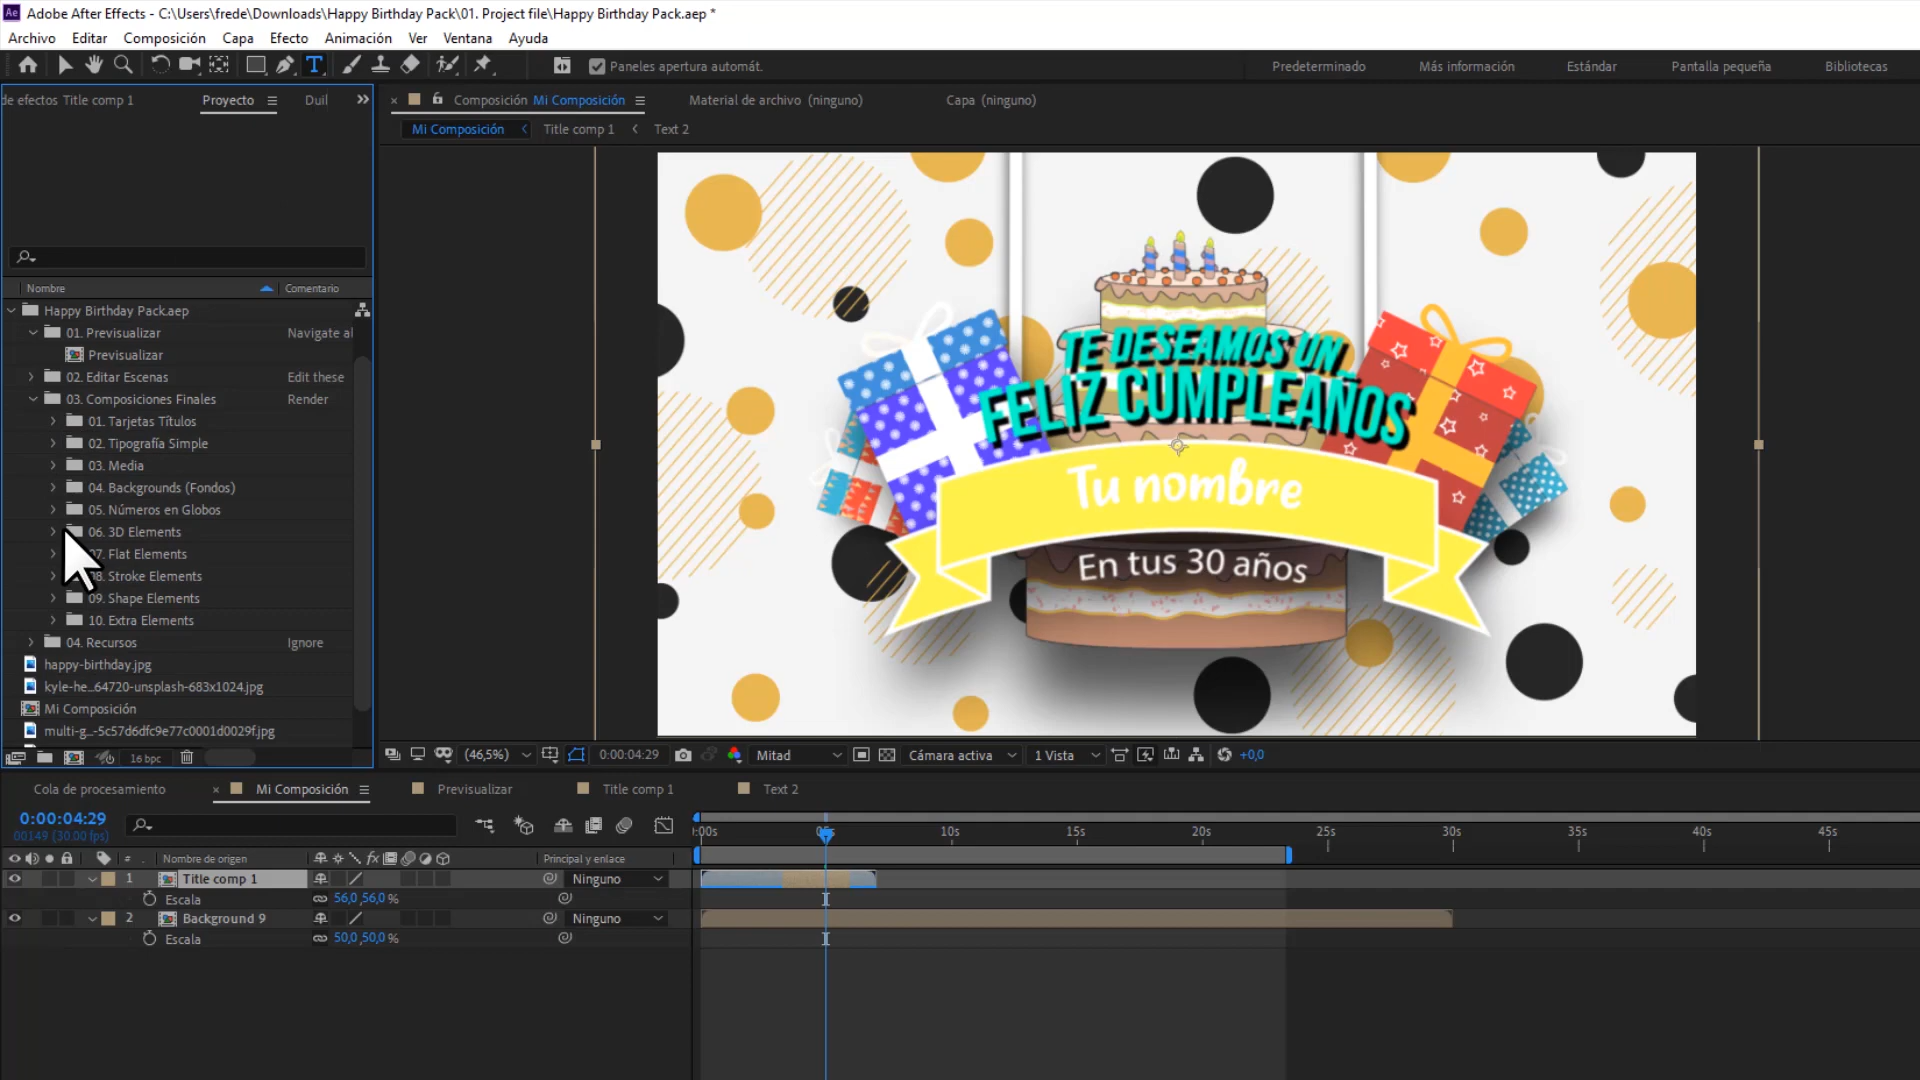 Adobe After Effects - C:\Users\frede\Downloads\Happy Birthday Pack\01. Project file\Happy Birthday Pack.aep *
Archivo Editar Composición Capa Efecto Animación Ver Ventana Ayuda
Paneles apertura automát.
Predeterminado Más información Estándar Pantalla pequeña Bibliotecas
de efectos Title comp 1 Proyecto Duil
Composición Mi Composición Material de archivo (ninguno) Capa (ninguno)
Mi Composición Title comp 1 Text 2
Nombre Comentario
Happy Birthday Pack.aep
01. Previsualizar Navigate al
Previsualizar
02. Editar Escenas Edit these
03. Composiciones Finales Render
01. Tarjetas Títulos
02. Tipografía Simple
03. Media
04. Backgrounds (Fondos)
05. Números en Globos
06. 3D Elements
07. Flat Elements
08. Stroke Elements
09. Shape Elements
10. Extra Elements
04. Recursos Ignore
happy-birthday.jpg
kyle-he...64720-unsplash-683x1024.jpg
Mi Composición
multi-g...-5c57d6dfc9e77c0001d0029f.jpg
16 bpc
TE DESEAMOS UN
FELIZ CUMPLEAÑOS
Tu nombre
En tus 30 años
(46,5%) 0:00:04:29 Mitad Cámara activa 1 Vista +0,0
Cola de procesamiento Mi Composición Previsualizar Title comp 1 Text 2
0:00:04:29
00149 (30.00 fps)
:00s 05s 10s 15s 20s 25s 30s 35s 40s 45s
# Nombre de origen fx Principal y enlace
1 Title comp 1 Ninguno
Escala 56,0,56,0 %
2 Background 9 Ninguno
Escala 50,0,50,0 %